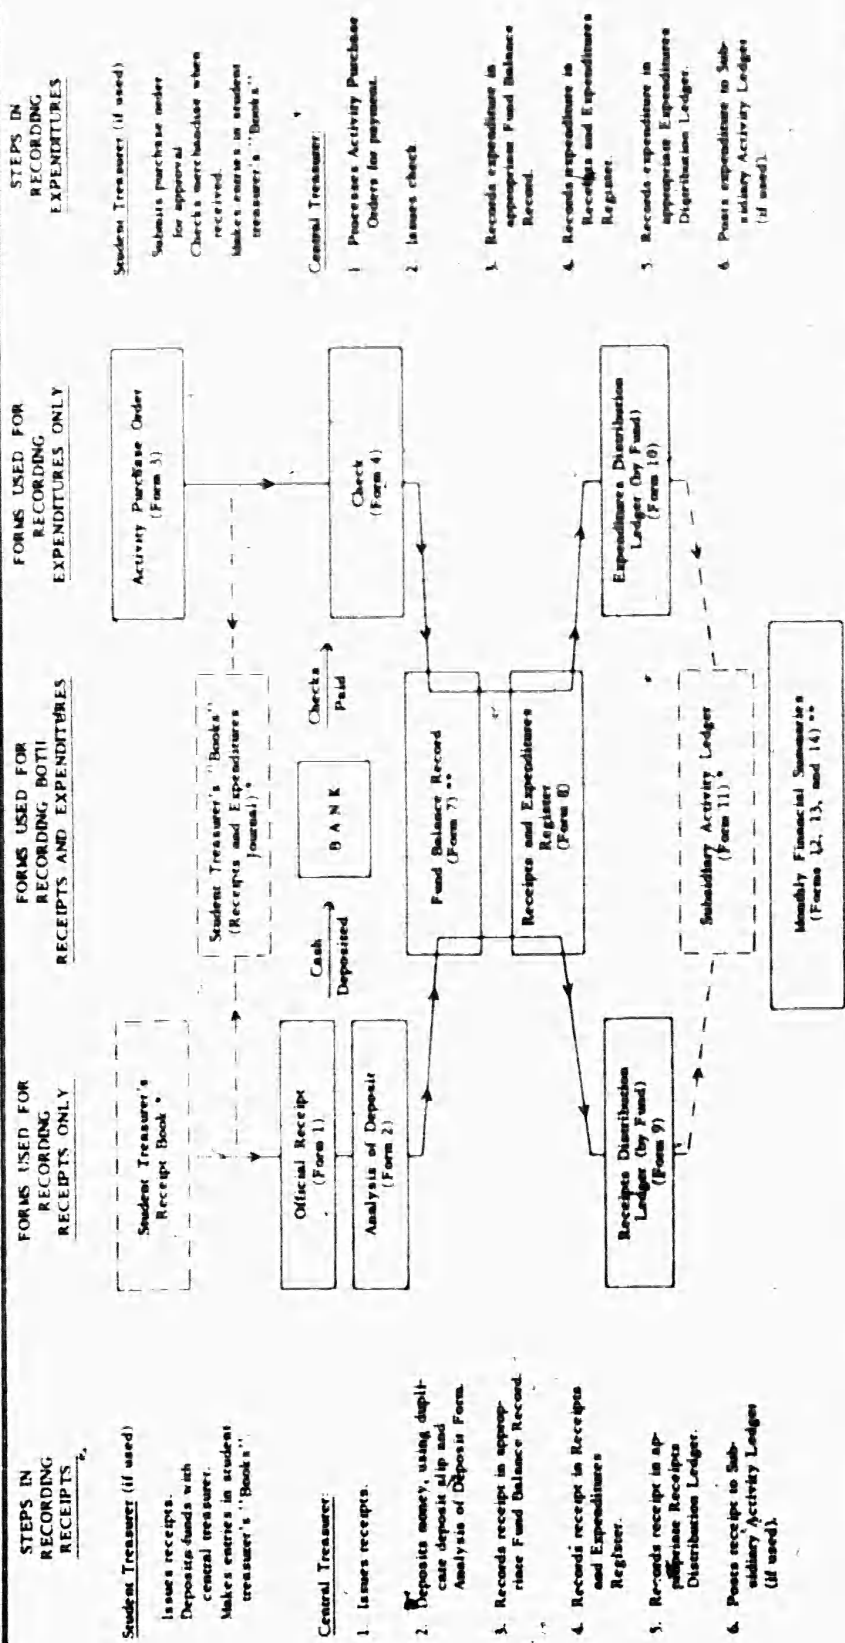 STEPS IN
RECORDING
RECEIPTS
Student Treasurer (if used)
Issues receipts.
Deposits funds with
central treasurer.
Makes entries in student
treasurer's "Books"
Central Treasurer:
1. Issues receipts.
2. Deposits money, using dupli-
cate deposit slip and
Analysis of Deposit Form.
3. Records receipt in approp-
riate Fund Balance Record.
4. Records receipt in Receipts
and Expenditures
Register.
5. Records receipt in ap-
propriate Receipts
Distribution Ledger.
6. Posts receipt to Sub-
sidiary Activity Ledger
(if used).
FORMS USED FOR
RECORDING
RECEIPTS ONLY
Student Treasurer's
Receipt Book *
Official Receipt
(Form 1)
Analysis of Deposit
(Form 2)
Receipts Distribution
Ledger (by Fund)
(Form 9)
FORMS USED FOR
RECORDING BOTH
RECEIPTS AND EXPENDITURES
Student Treasurer's "Books"
(Receipts and Expenditures
Journal) *
Cash
Deposited
BANK
Checks
Paid
Fund Balance Record
(Form 7) **
Receipts and Expenditures
Register
(Form 8)
Subsidiary Activity Ledger
(Form 11) *
Monthly Financial Summaries
(Forms 12, 13, and 14) **
FORMS USED FOR
RECORDING
EXPENDITURES ONLY
Activity Purchase Order
(Form 3)
Check
(Form 4)
Expenditures Distribution
Ledger (by Fund)
(Form 10)
STEPS IN
RECORDING
EXPENDITURES
Student Treasurer (if used)
Submits purchase order
for approval
Checks merchandise when
received.
Makes entries in student
treasurer's "Books"
Central Treasurer:
1 Processes Activity Purchase
Orders for payment.
2. Issues check.
3. Records expenditure in
appropriate Fund Balance
Record.
4. Records expenditure in
Receipts and Expenditures
Register.
5. Records expenditure in
appropriate Expenditures
Distribution Ledger.
6. Posts expenditure to Sub-
sidiary Activity Ledger
(if used).